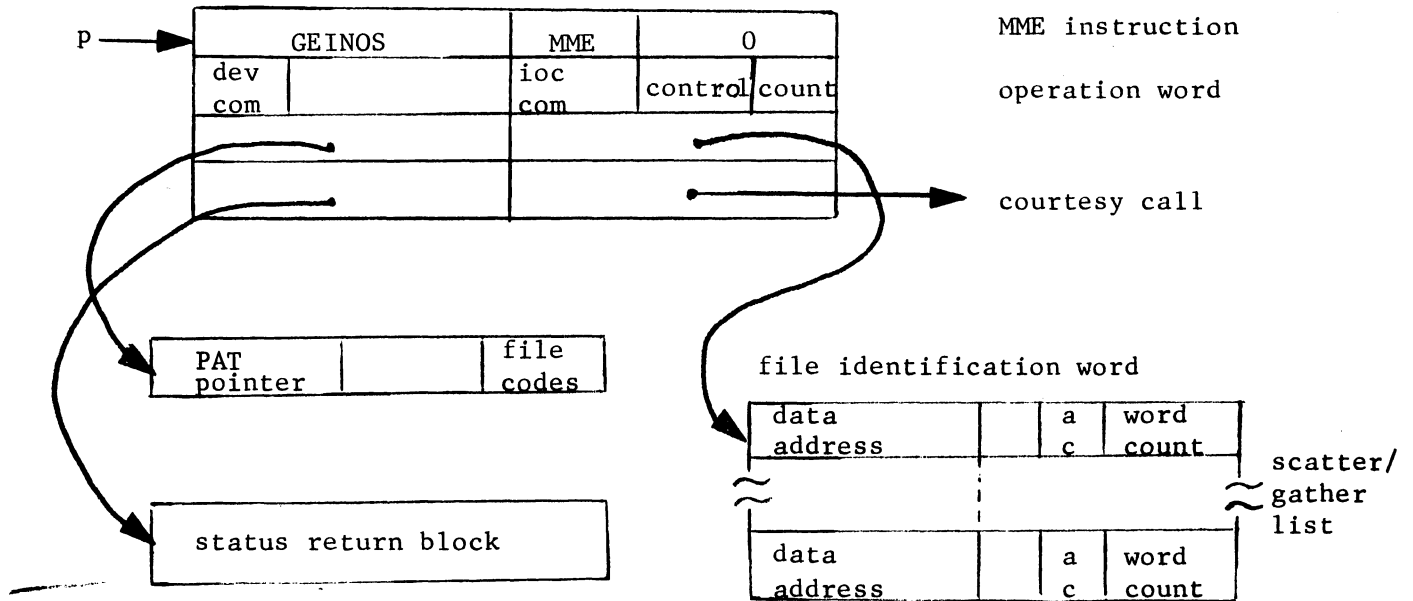 p GEINOS MME 0 MME instruction
dev com ioc com control count operation word
courtesy call
PAT pointer file codes
file identification word
data address a c word count
scatter/ gather list
status return block
data address a c word count